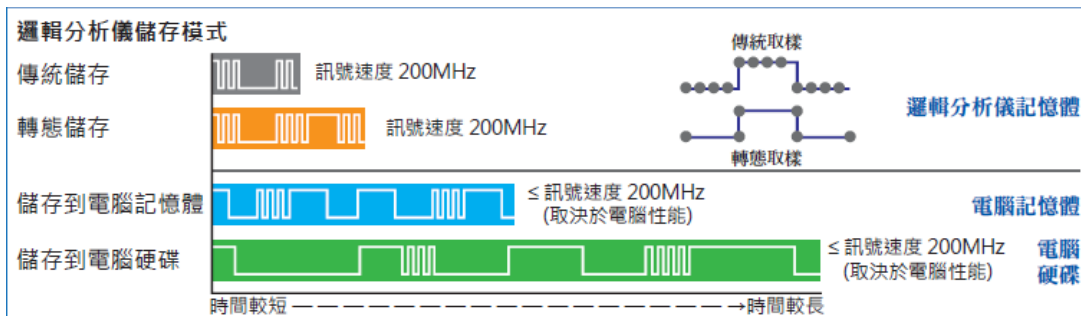 邏輯分析儀儲存模式
傳統儲存
訊號速度 200MHz
傳統取樣
轉態儲存
訊號速度 200MHz
轉態取樣
邏輯分析儀記憶體
儲存到電腦記憶體
≤ 訊號速度 200MHz
(取決於電腦性能)
電腦記憶體
儲存到電腦硬碟
≤ 訊號速度 200MHz
(取決於電腦性能)
電腦
硬碟
時間較短 — — — — — — — — — — — — — — — — — →時間較長